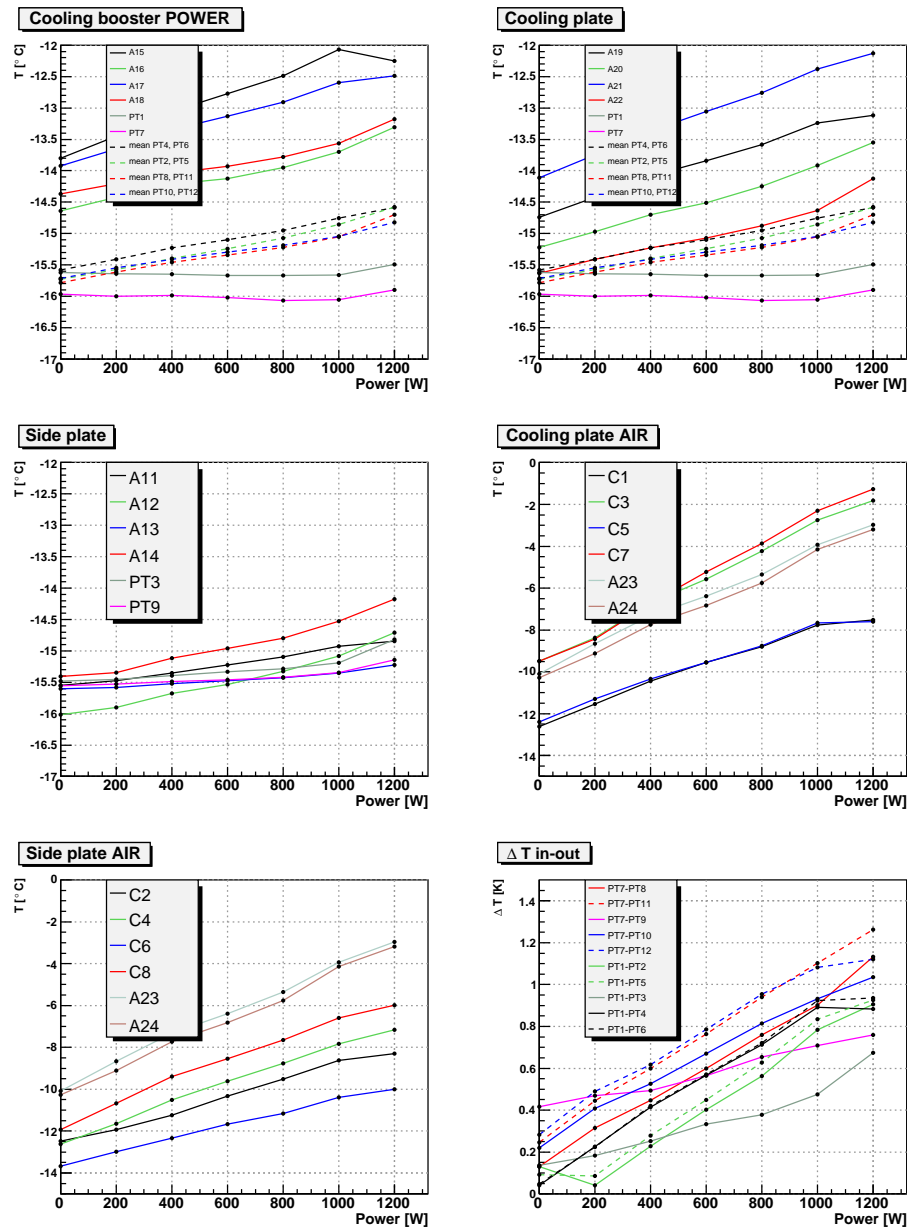 Cooling booster POWER
T [° C]
-12
-12.5
-13
-13.5
-14
-14.5
-15
-15.5
-16
-16.5
-17
A15
A16
A17
A18
PT1
PT7
mean PT4, PT6
mean PT2, PT5
mean PT8, PT11
mean PT10, PT12
0 200 400 600 800 1000 1200
Power [W]
Cooling plate
T [° C]
-12
-12.5
-13
-13.5
-14
-14.5
-15
-15.5
-16
-16.5
-17
A19
A20
A21
A22
PT1
PT7
mean PT4, PT6
mean PT2, PT5
mean PT8, PT11
mean PT10, PT12
0 200 400 600 800 1000 1200
Power [W]
Side plate
T [° C]
-12
-12.5
-13
-13.5
-14
-14.5
-15
-15.5
-16
-16.5
-17
A11
A12
A13
A14
PT3
PT9
0 200 400 600 800 1000 1200
Power [W]
Cooling plate AIR
T [° C]
0
-2
-4
-6
-8
-10
-12
-14
C1
C3
C5
C7
A23
A24
0 200 400 600 800 1000 1200
Power [W]
Side plate AIR
T [° C]
0
-2
-4
-6
-8
-10
-12
-14
C2
C4
C6
C8
A23
A24
0 200 400 600 800 1000 1200
Power [W]
Δ T in-out
Δ T [K]
1.4
1.2
1
0.8
0.6
0.4
0.2
0
PT7-PT8
PT7-PT11
PT7-PT9
PT7-PT10
PT7-PT12
PT1-PT2
PT1-PT5
PT1-PT3
PT1-PT4
PT1-PT6
0 200 400 600 800 1000 1200
Power [W]